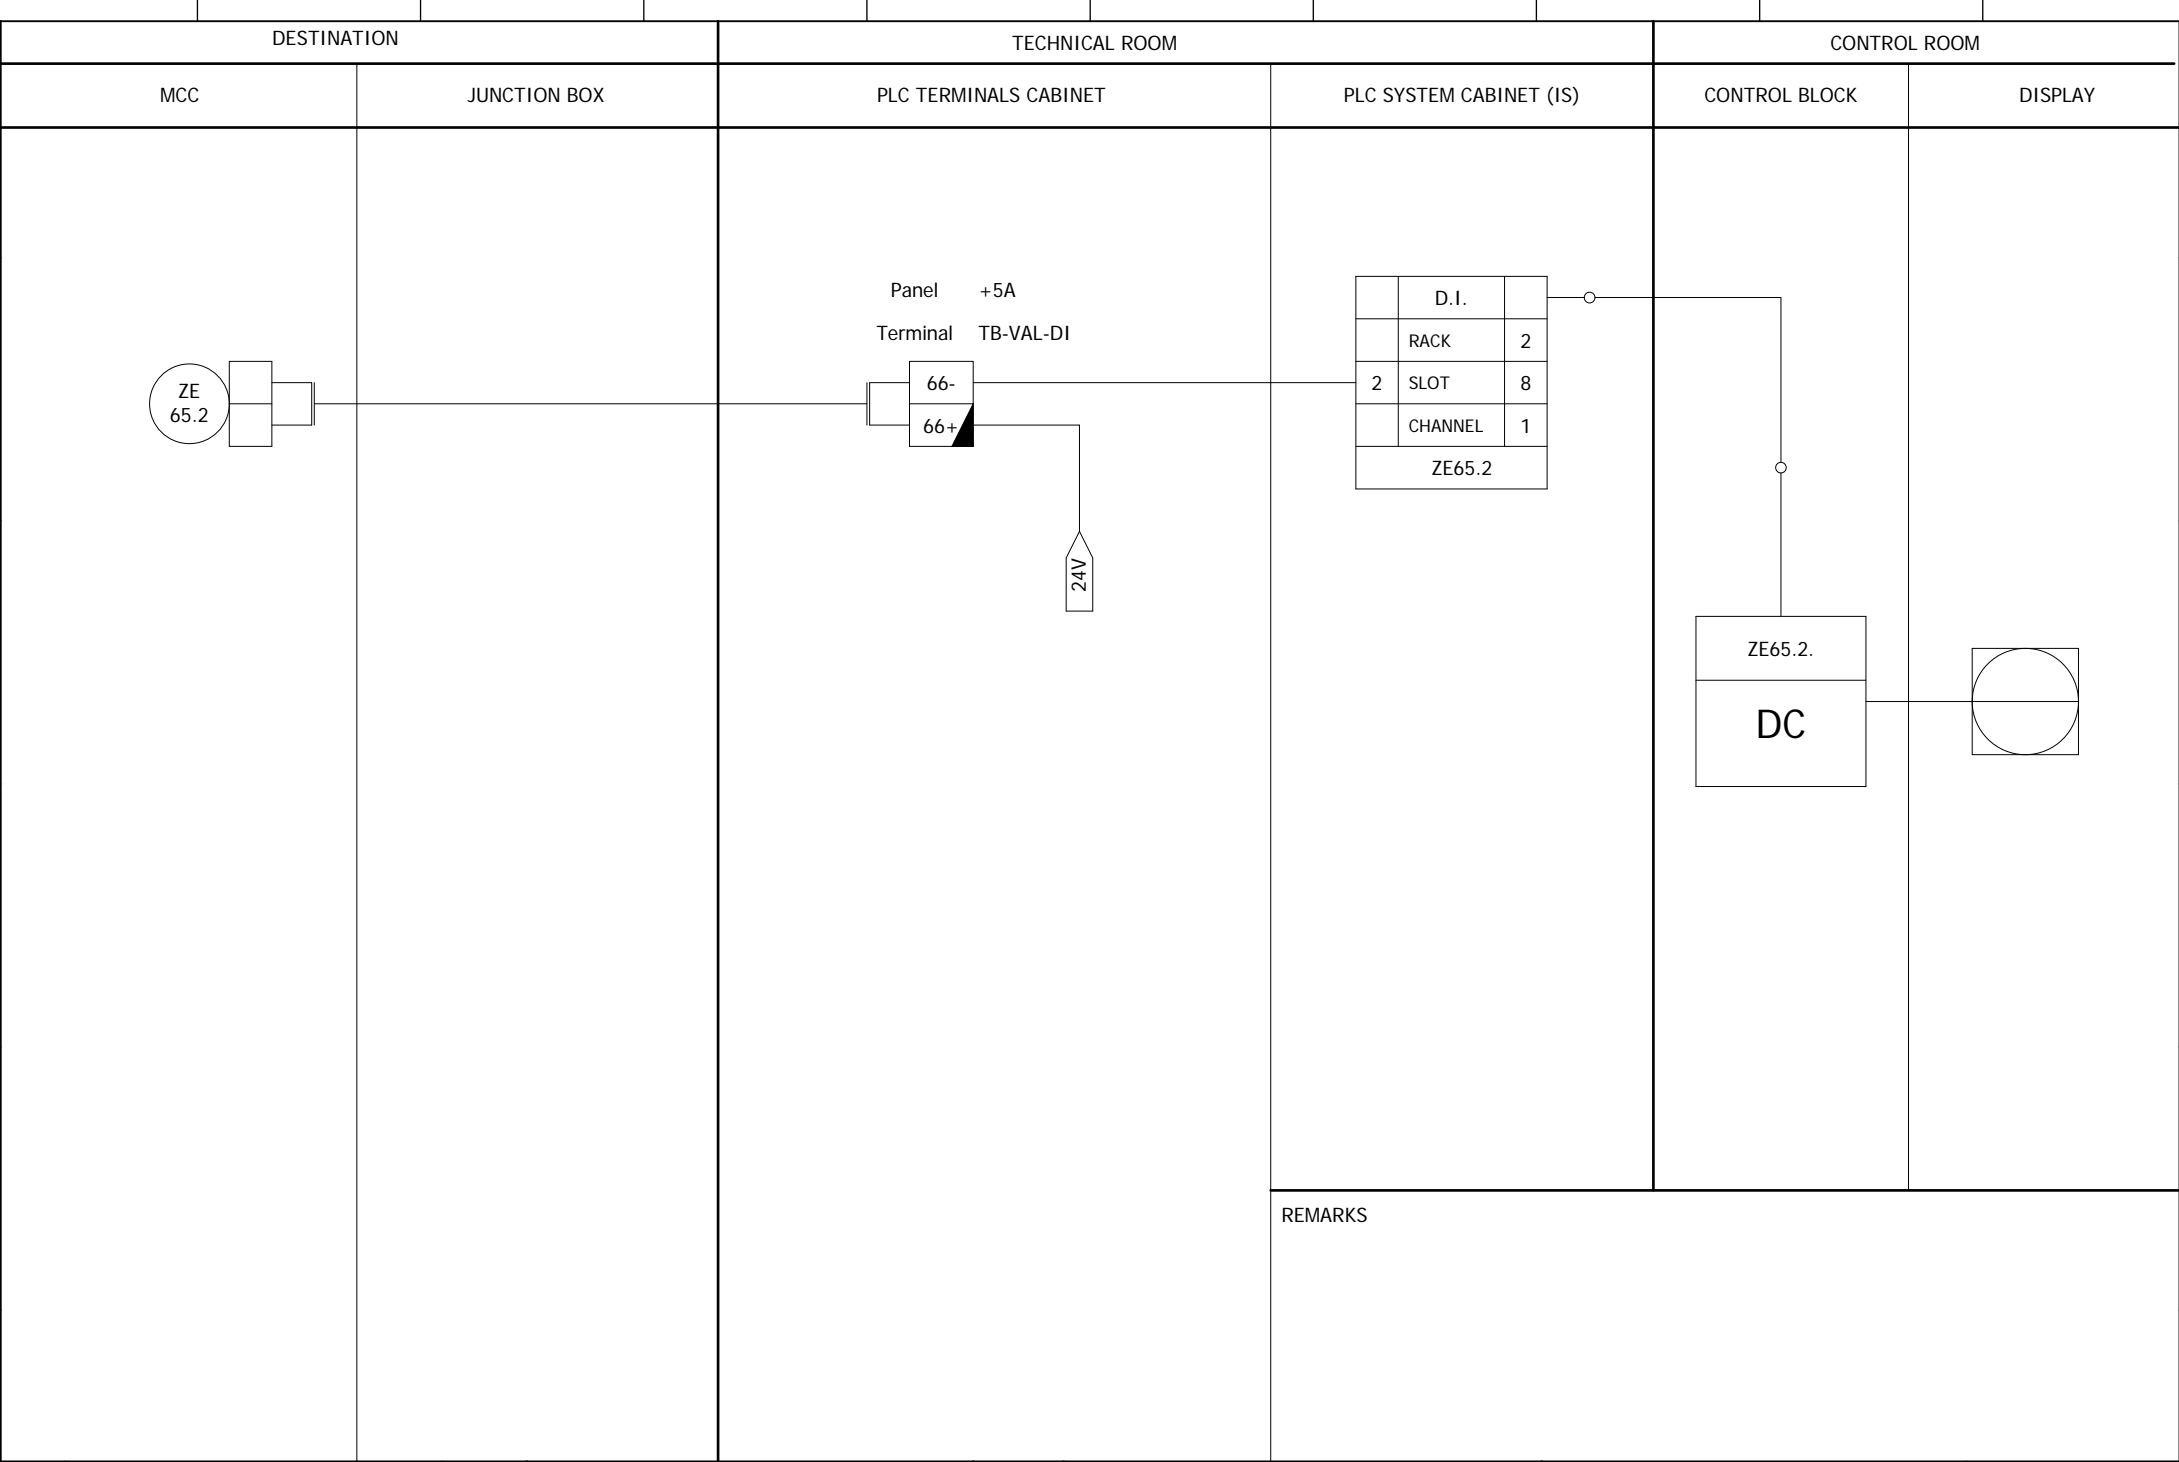 DESTINATION
TECHNICAL ROOM
CONTROL ROOM
MCC
JUNCTION BOX
PLC TERMINALS CABINET
PLC SYSTEM CABINET (IS)
CONTROL BLOCK
DISPLAY
Panel +5A
Terminal TB-VAL-DI
ZE
65.2
66-
66+
24V
D.I.
RACK 2
2 SLOT 8
CHANNEL 1
ZE65.2
ZE65.2.
DC
REMARKS